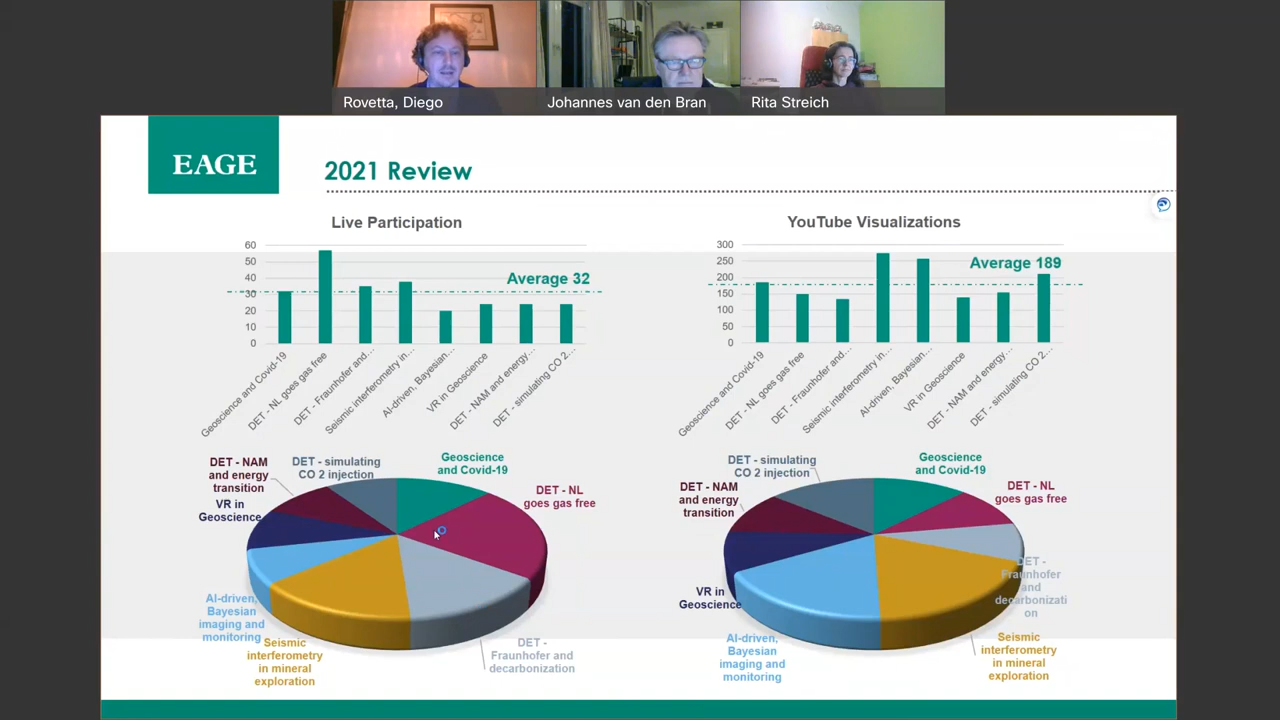 Rovetta, Diego
Johannes van den Bran
Rita Streich
EAGE
2021 Review
Live Participation
60
50
40
30
20
10
0
Average 32
Geoscience and Covid-19
DET - NL goes gas free
DET - Fraunhofer and...
Seismic interferometry in...
AI-driven, Bayesian...
VR in Geoscience
DET - NAM and energy...
DET - simulating CO 2...
YouTube Visualizations
300
250
200
150
100
50
0
Average 189
Geoscience and Covid-19
DET - NL goes gas free
DET - Fraunhofer and...
Seismic interferometry in...
AI-driven, Bayesian...
VR in Geoscience
DET - NAM and energy...
DET - simulating CO 2...
DET - NAM
and energy
transition
DET - simulating
CO 2 injection
Geoscience
and Covid-19
DET - NL
goes gas free
VR in
Geoscience
AI-driven,
Bayesian
imaging and
monitoring
Seismic
interferometry
in mineral
exploration
DET -
Fraunhofer and
decarbonization
DET - simulating
CO 2 injection
Geoscience
and Covid-19
DET - NAM
and energy
transition
DET - NL
goes gas free
DET -
Fraunhofer
and
decarbonizati
on
VR in
Geoscience
AI-driven,
Bayesian
imaging and
monitoring
Seismic
interferometry
in mineral
exploration